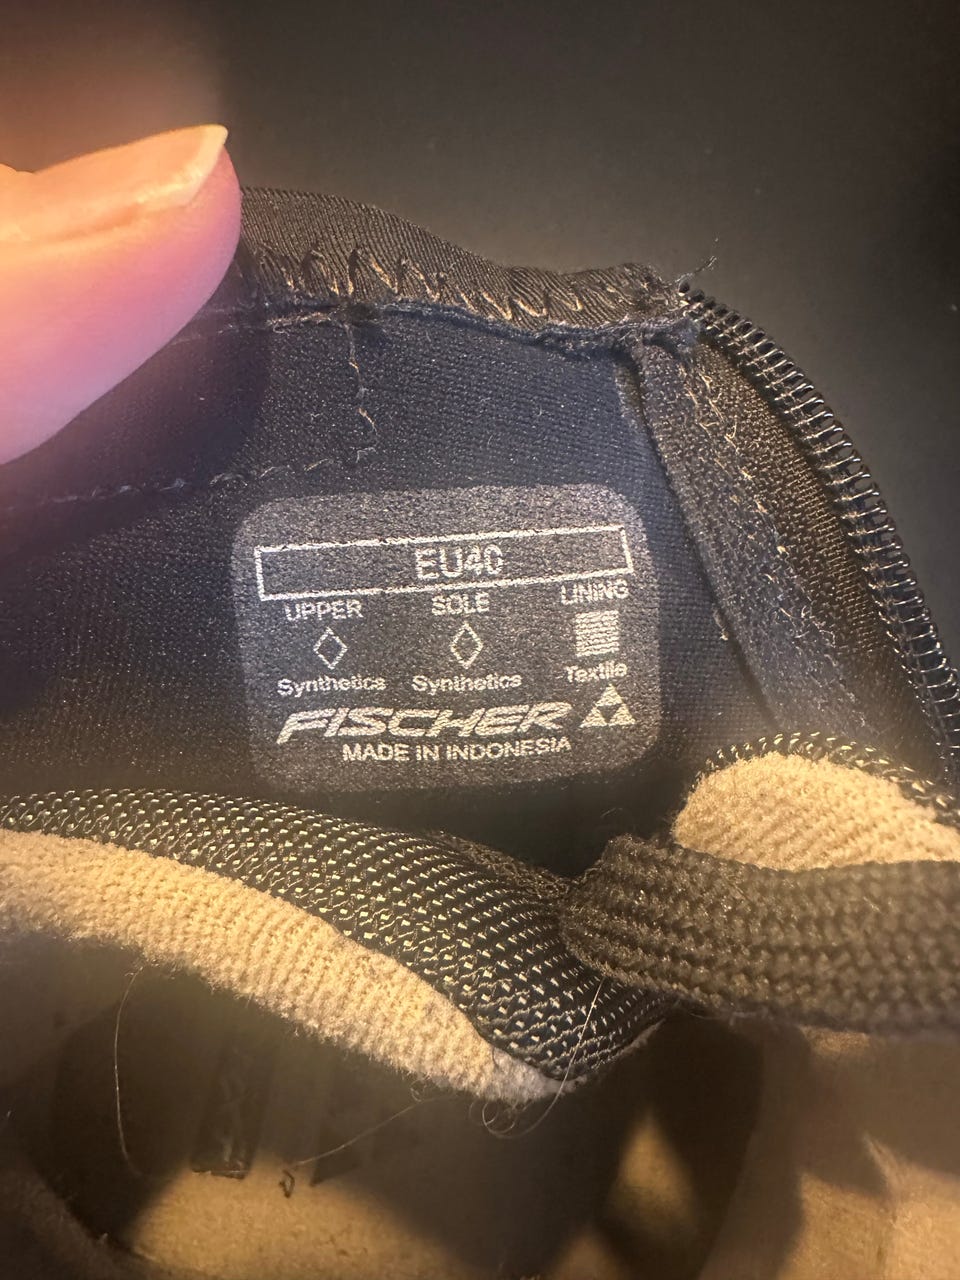 EU40
UPPER SOLE LINING
Synthetics Synthetics Textile
FISCHER
MADE IN INDONESIA